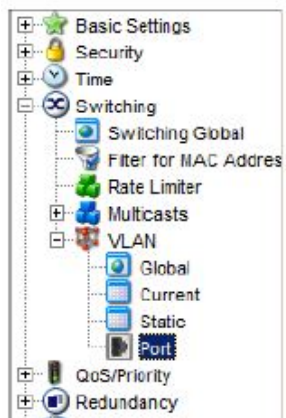 Basic Settings
Security
Time
Switching
Switching Global
Filter for MAC Addres
Rate Limiter
Multicasts
VLAN
Global
Current
Static
Port
QoS/Priority
Redundancy